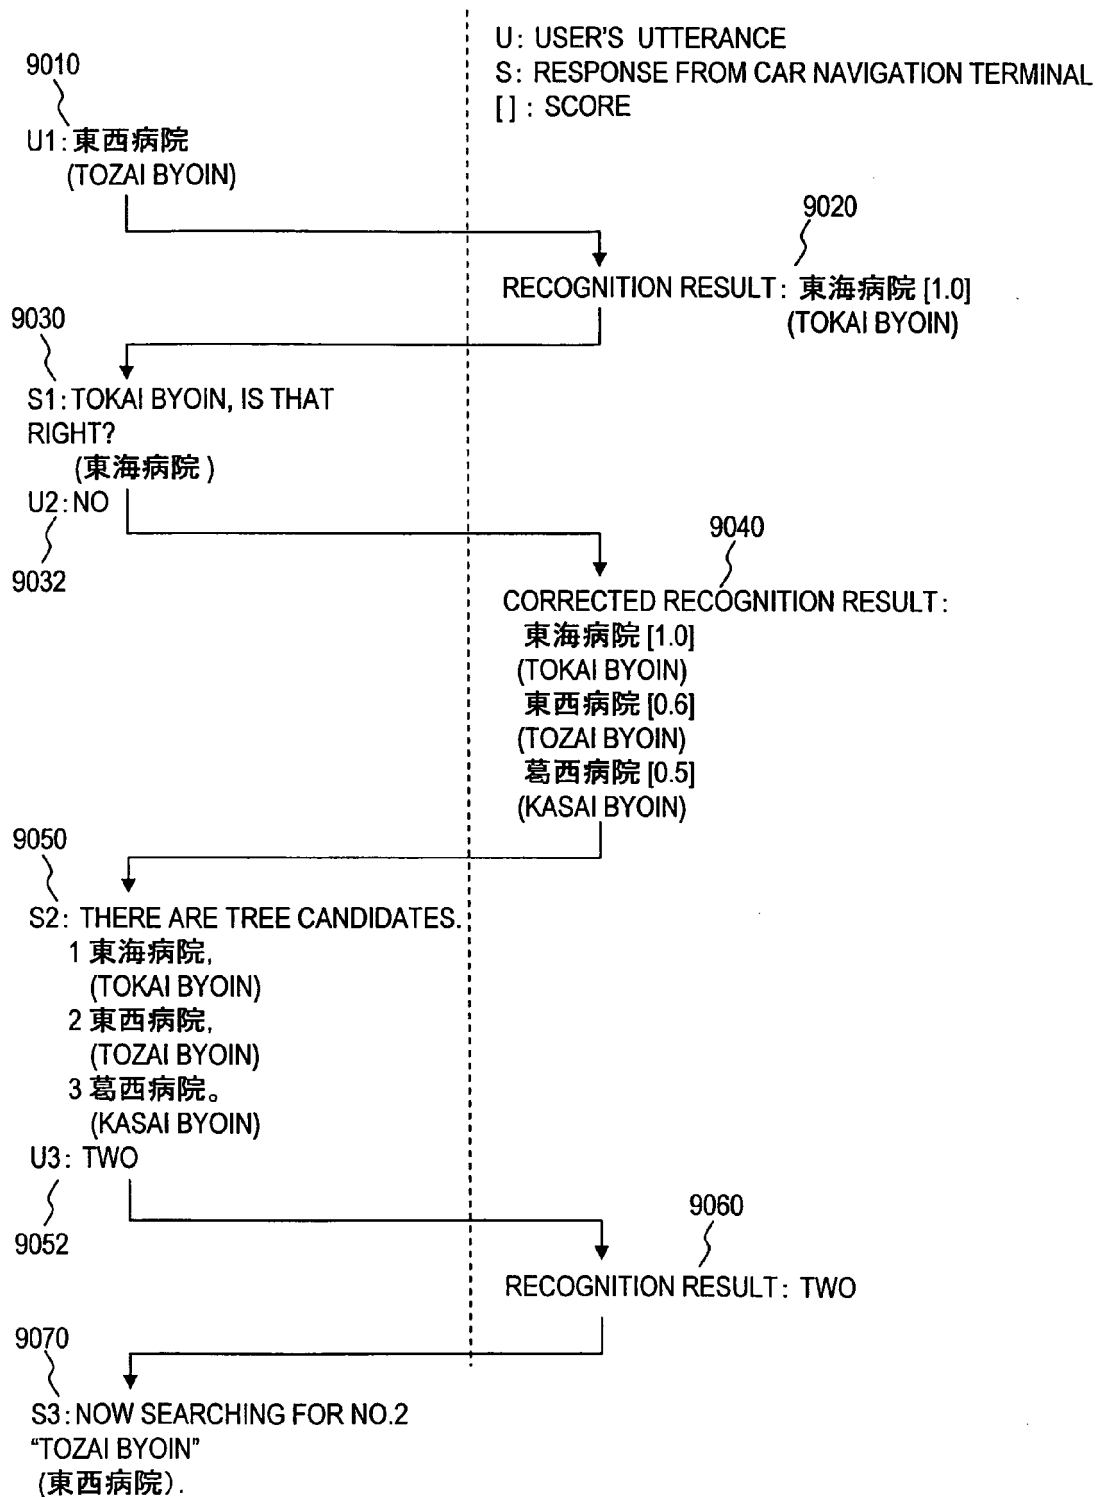 U: USER'S UTTERANCE
S: RESPONSE FROM CAR NAVIGATION TERMINAL
[ ] : SCORE
9010
U1: 東西病院
(TOZAI BYOIN)
9020
RECOGNITION RESULT: 東海病院 [1.0]
(TOKAI BYOIN)
9030
S1: TOKAI BYOIN, IS THAT
RIGHT?
(東海病院)
U2: NO
9032
9040
CORRECTED RECOGNITION RESULT:
東海病院 [1.0]
(TOKAI BYOIN)
東西病院 [0.6]
(TOZAI BYOIN)
葛西病院 [0.5]
(KASAI BYOIN)
9050
S2: THERE ARE TREE CANDIDATES.
1 東海病院,
(TOKAI BYOIN)
2 東西病院,
(TOZAI BYOIN)
3 葛西病院。
(KASAI BYOIN)
U3: TWO
9052
9060
RECOGNITION RESULT: TWO
9070
S3: NOW SEARCHING FOR NO.2
“TOZAI BYOIN”
(東西病院).